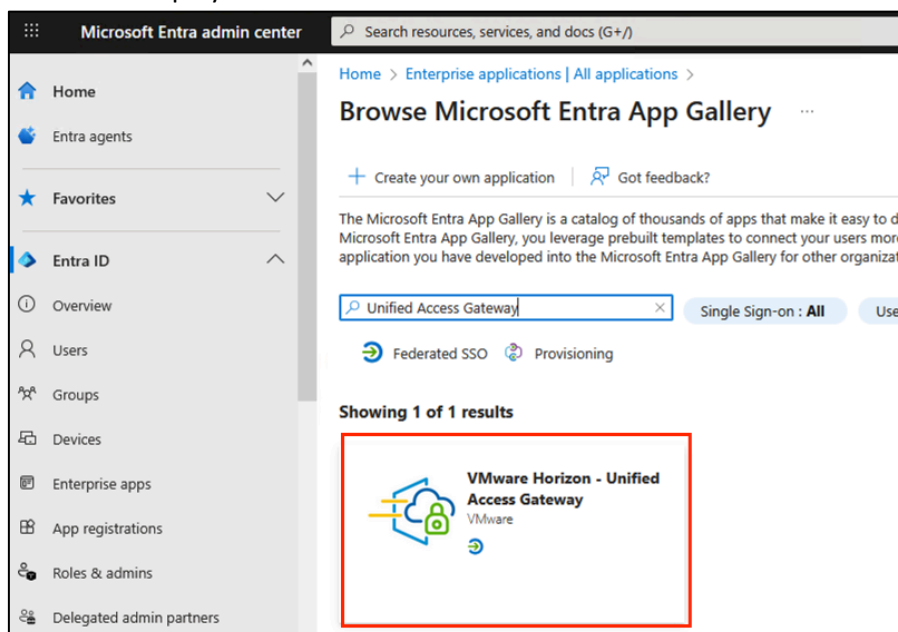 Microsoft Entra admin center
Search resources, services, and docs (G+/)
Home
Entra agents
Favorites
Entra ID
Overview
Users
Groups
Devices
Enterprise apps
App registrations
Roles & admins
Delegated admin partners
Home > Enterprise applications | All applications >
Browse Microsoft Entra App Gallery ...
+ Create your own application
Got feedback?
The Microsoft Entra App Gallery is a catalog of thousands of apps that make it easy to d
Microsoft Entra App Gallery, you leverage prebuilt templates to connect your users mor
application you have developed into the Microsoft Entra App Gallery for other organizat
Unified Access Gateway
Single Sign-on : All
Use
Federated SSO
Provisioning
Showing 1 of 1 results
VMware Horizon - Unified
Access Gateway
VMware